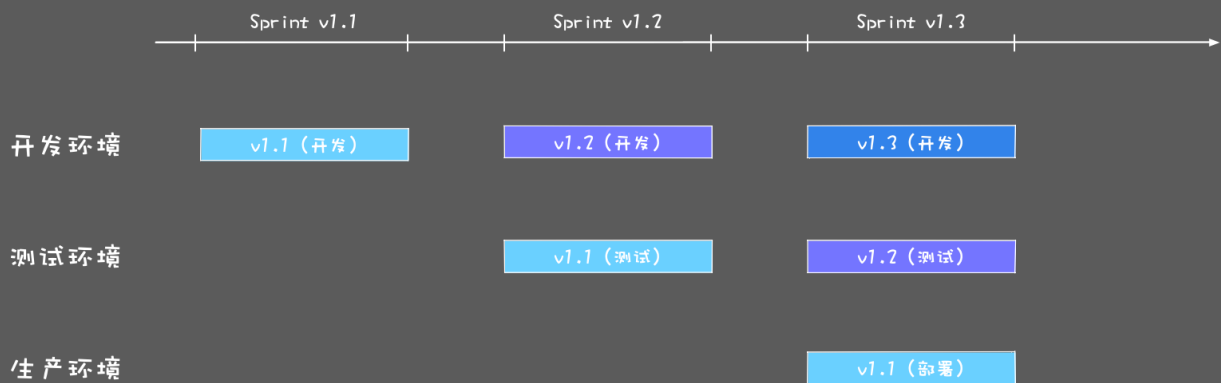 Sprint v1.1 Sprint v1.2 Sprint v1.3
开发环境 v1.1（开发） v1.2（开发） v1.3（开发）
测试环境 v1.1（测试） v1.2（测试）
生产环境 v1.1（部署）